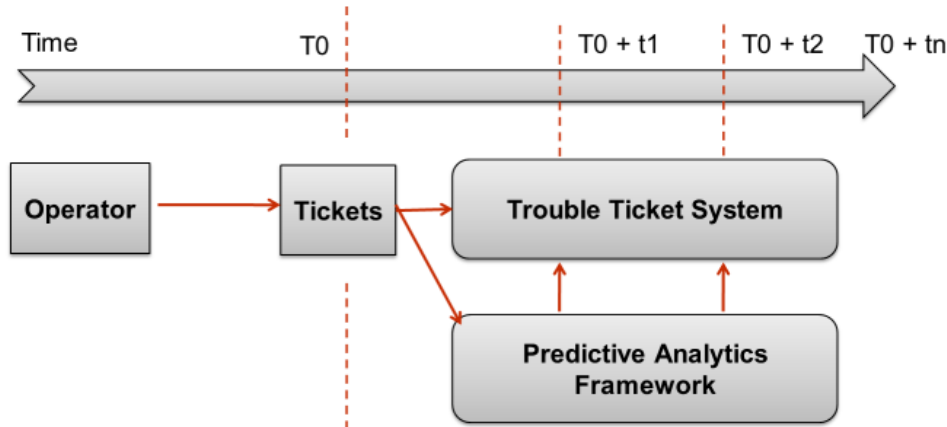 Time
T0
T0 + t1
T0 + t2
T0 + tn
Operator
Tickets
Trouble Ticket System
Predictive Analytics
Framework